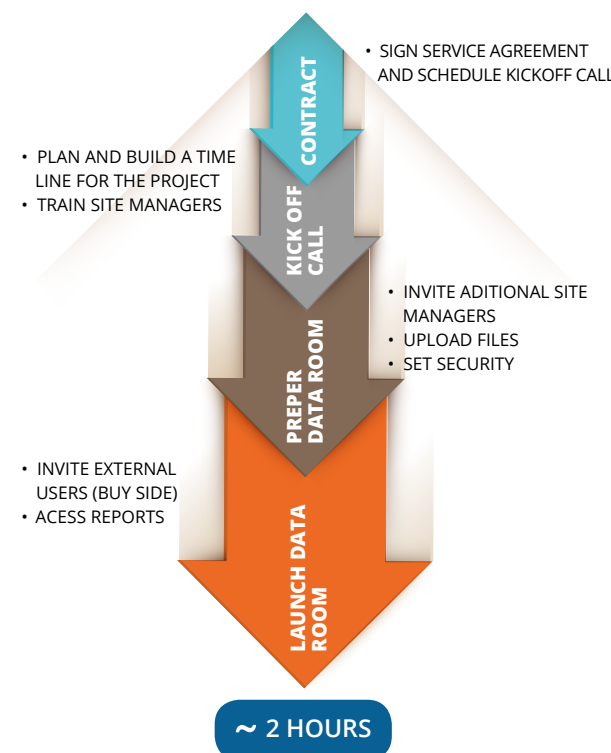 CONTRACT
• SIGN SERVICE AGREEMENT
AND SCHEDULE KICKOFF CALL
• PLAN AND BUILD A TIME
LINE FOR THE PROJECT
• TRAIN SITE MANAGERS
KICK OFF
CALL
• INVITE ADITIONAL SITE
MANAGERS
• UPLOAD FILES
• SET SECURITY
PREPER
DATA ROOM
• INVITE EXTERNAL
USERS (BUY SIDE)
• ACESS REPORTS
LAUNCH DATA
ROOM
~ 2 HOURS